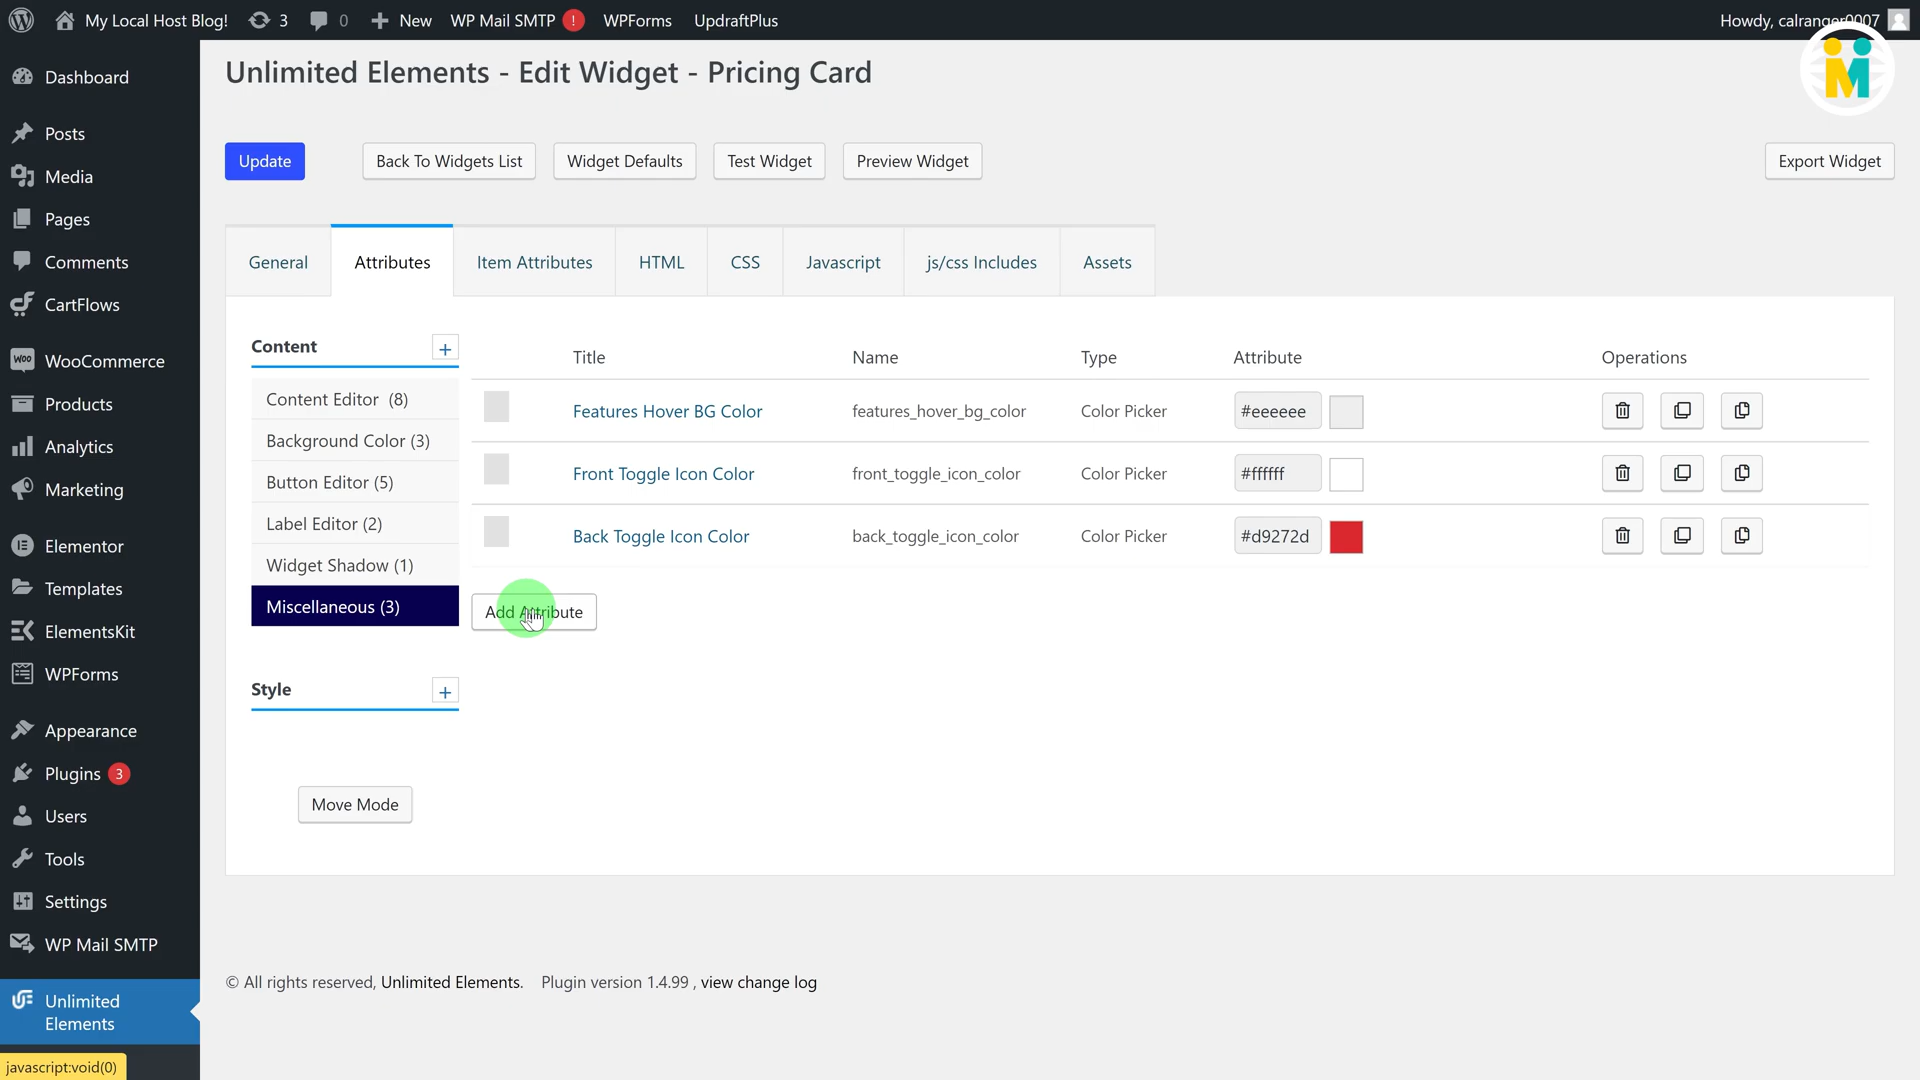 My Local Host Blog! 3 0 New WP Mail SMTP ! WPForms UpdraftPlus Howdy, calranger0007
M
Dashboard
Posts
Media
Pages
Comments
CartFlows
Woo WooCommerce
Products
Analytics
Marketing
Elementor
Templates
ElementsKit
WPForms
Appearance
Plugins 3
Users
Tools
Settings
WP Mail SMTP
Unlimited
Elements
javascript:void(0)
Unlimited Elements - Edit Widget - Pricing Card
Update Back To Widgets List Widget Defaults Test Widget Preview Widget Export Widget
General Attributes Item Attributes HTML CSS Javascript js/css Includes Assets
Content +
Content Editor (8)
Background Color (3)
Button Editor (5)
Label Editor (2)
Widget Shadow (1)
Miscellaneous (3)
Style +
Move Mode
Title Name Type Attribute Operations
Features Hover BG Color features_hover_bg_color Color Picker #eeeeee
Front Toggle Icon Color front_toggle_icon_color Color Picker #ffffff
Back Toggle Icon Color back_toggle_icon_color Color Picker #d9272d
Add Attribute
© All rights reserved, Unlimited Elements. Plugin version 1.4.99 , view change log